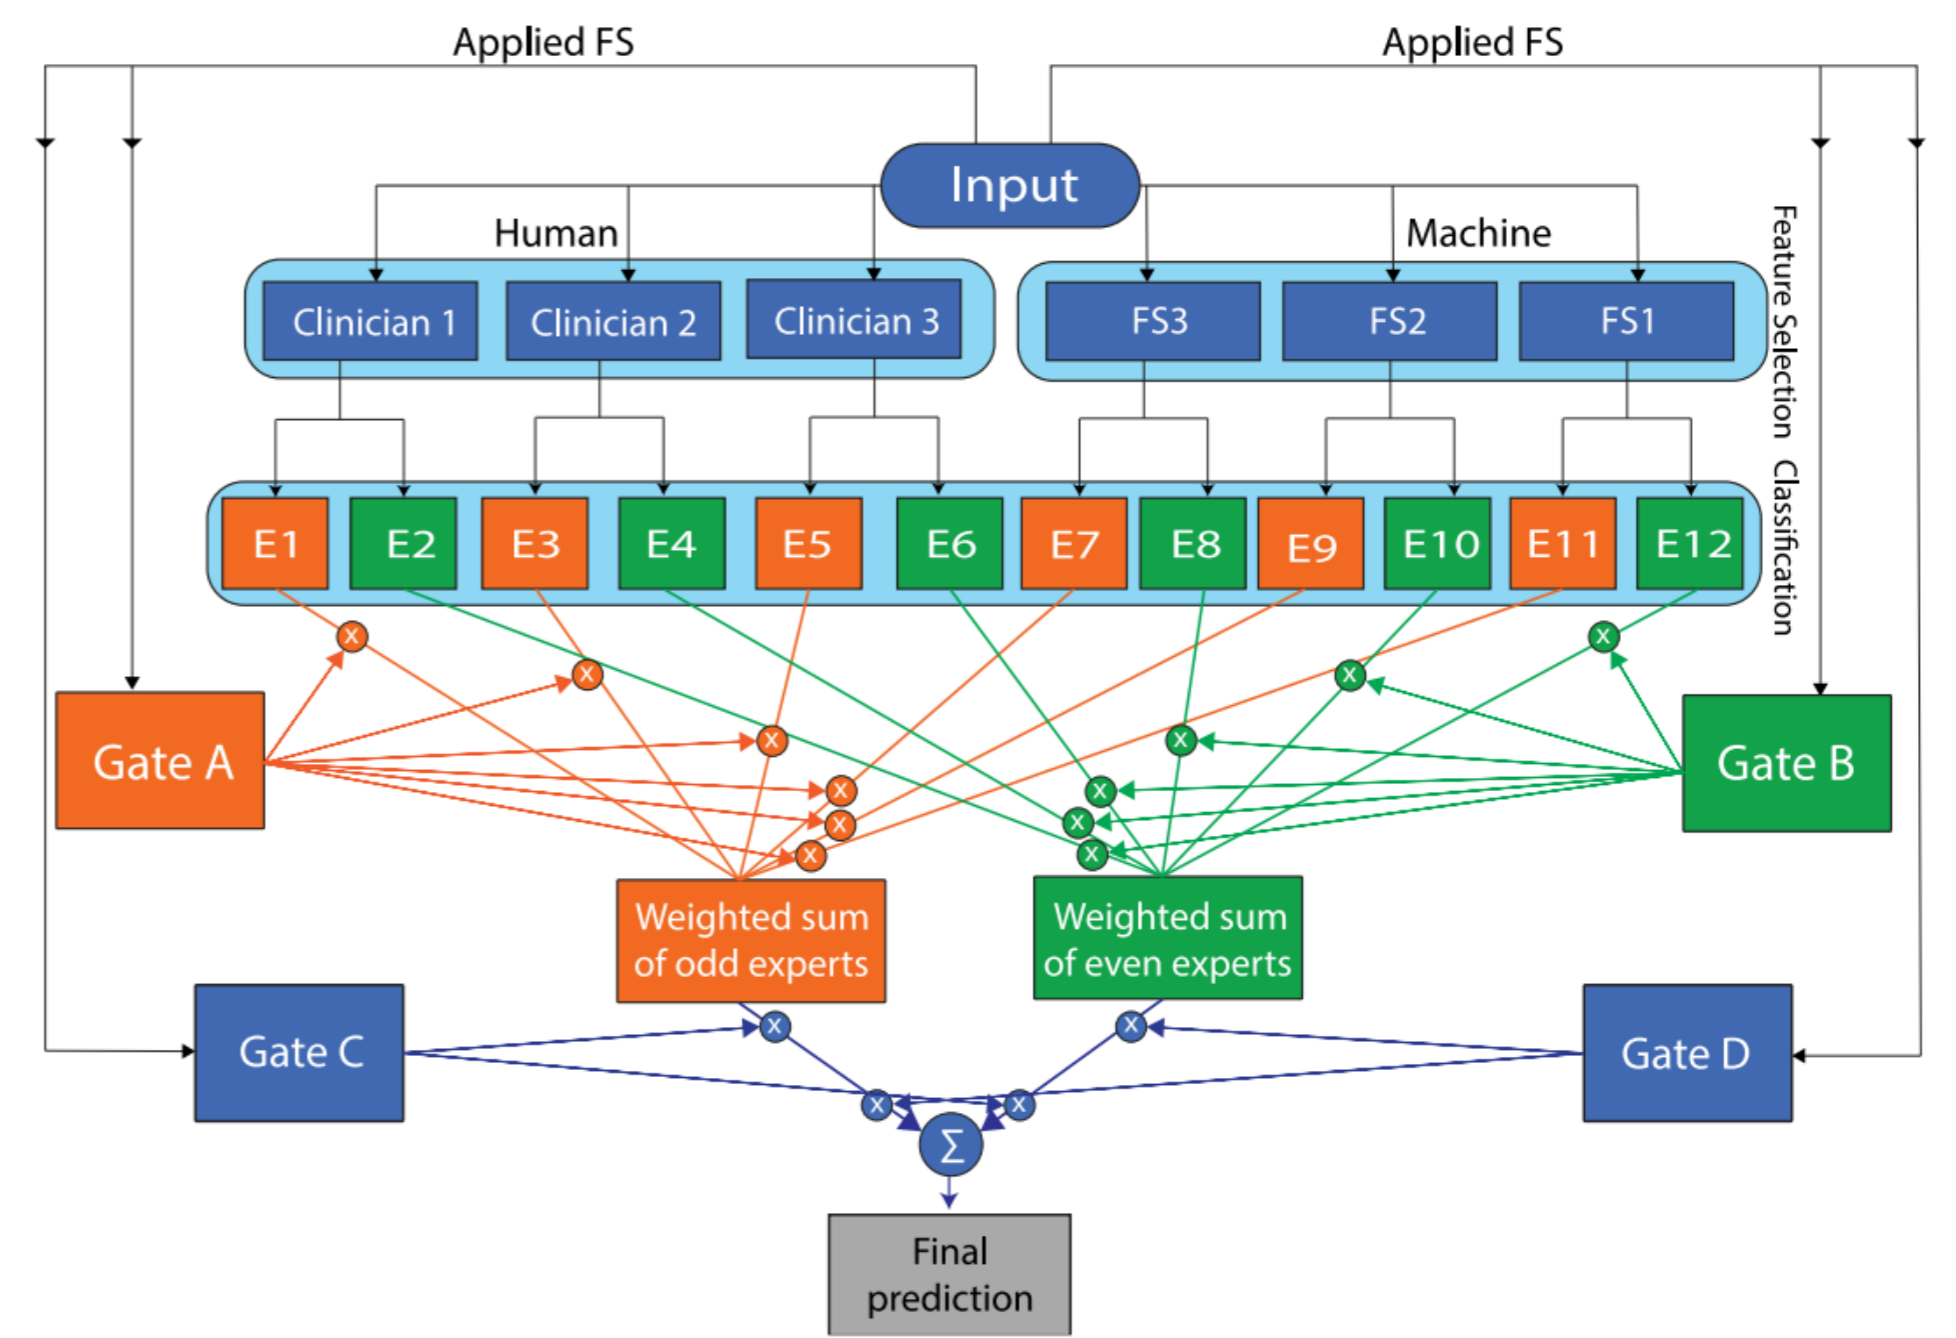 Applied FS
Applied FS
Input
Human
Machine
Clinician 1
Clinician 2
Clinician 3
FS3
FS2
FS1
Feature Selection
Classification
E1
E2
E3
E4
E5
E6
E7
E8
E9
E10
E11
E12
X
X
X
X
X
X
X
X
X
X
X
X
Gate A
Gate B
Weighted sum
of odd experts
Weighted sum
of even experts
Gate C
X
X
Gate D
X
X
Σ
Final
prediction